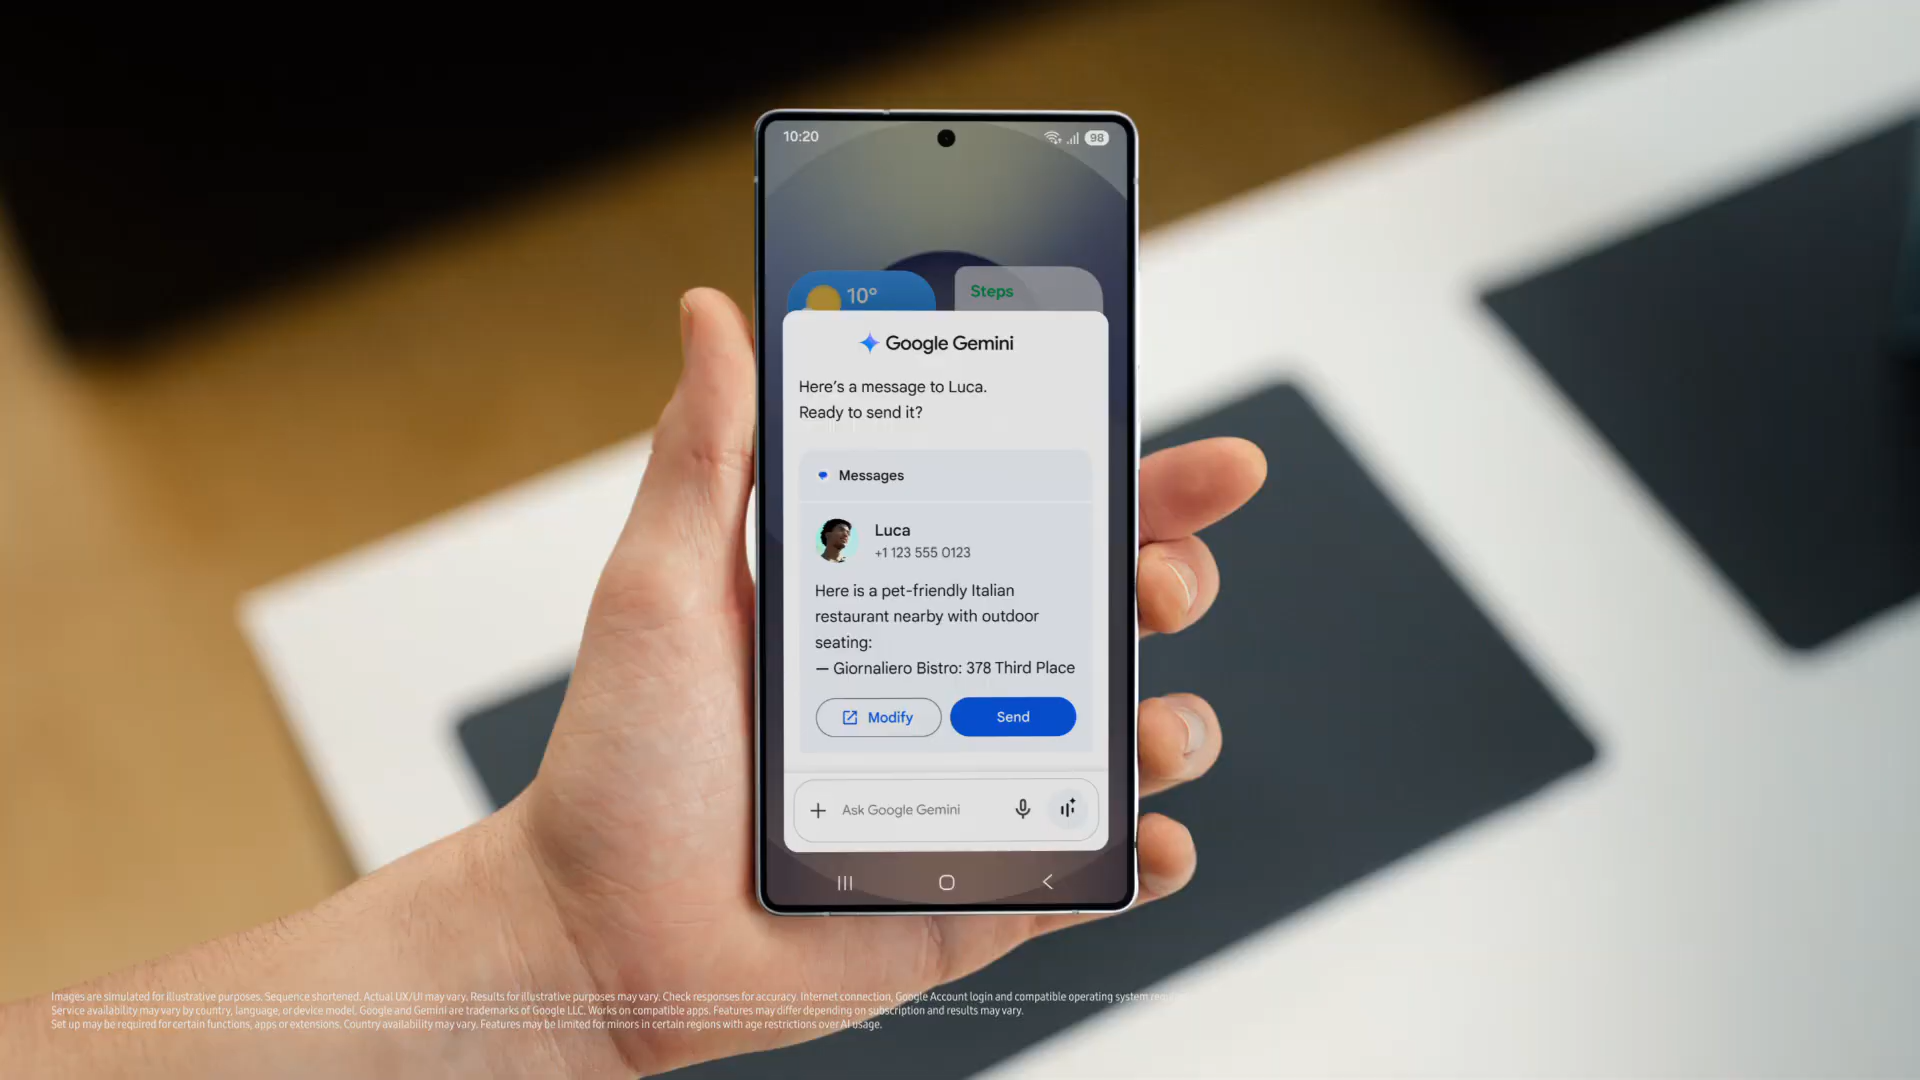 10:20
98
10°
Steps
Google Gemini
Here's a message to Luca.
Ready to send it?
Messages
Luca
+1 123 555 0123
Here is a pet-friendly Italian
restaurant nearby with outdoor
seating:
— Giornaliero Bistro: 378 Third Place
Modify
Send
Ask Google Gemini
Images are simulated for illustrative purposes. Sequence shortened. Actual UX/UI may vary. Results for illustrative purposes may vary. Check responses for accuracy. Internet connection, Google Account login and compatible operating system
Service availability may vary by country, language, or device model. Google and Gemini are trademarks of Google LLC. Works on compatible apps. Features may differ depending on subscription and results may vary.
Set up may be required for certain functions, apps or extensions. Country availability may vary. Features may be limited for minors in certain regions with age restrictions over AI usage.